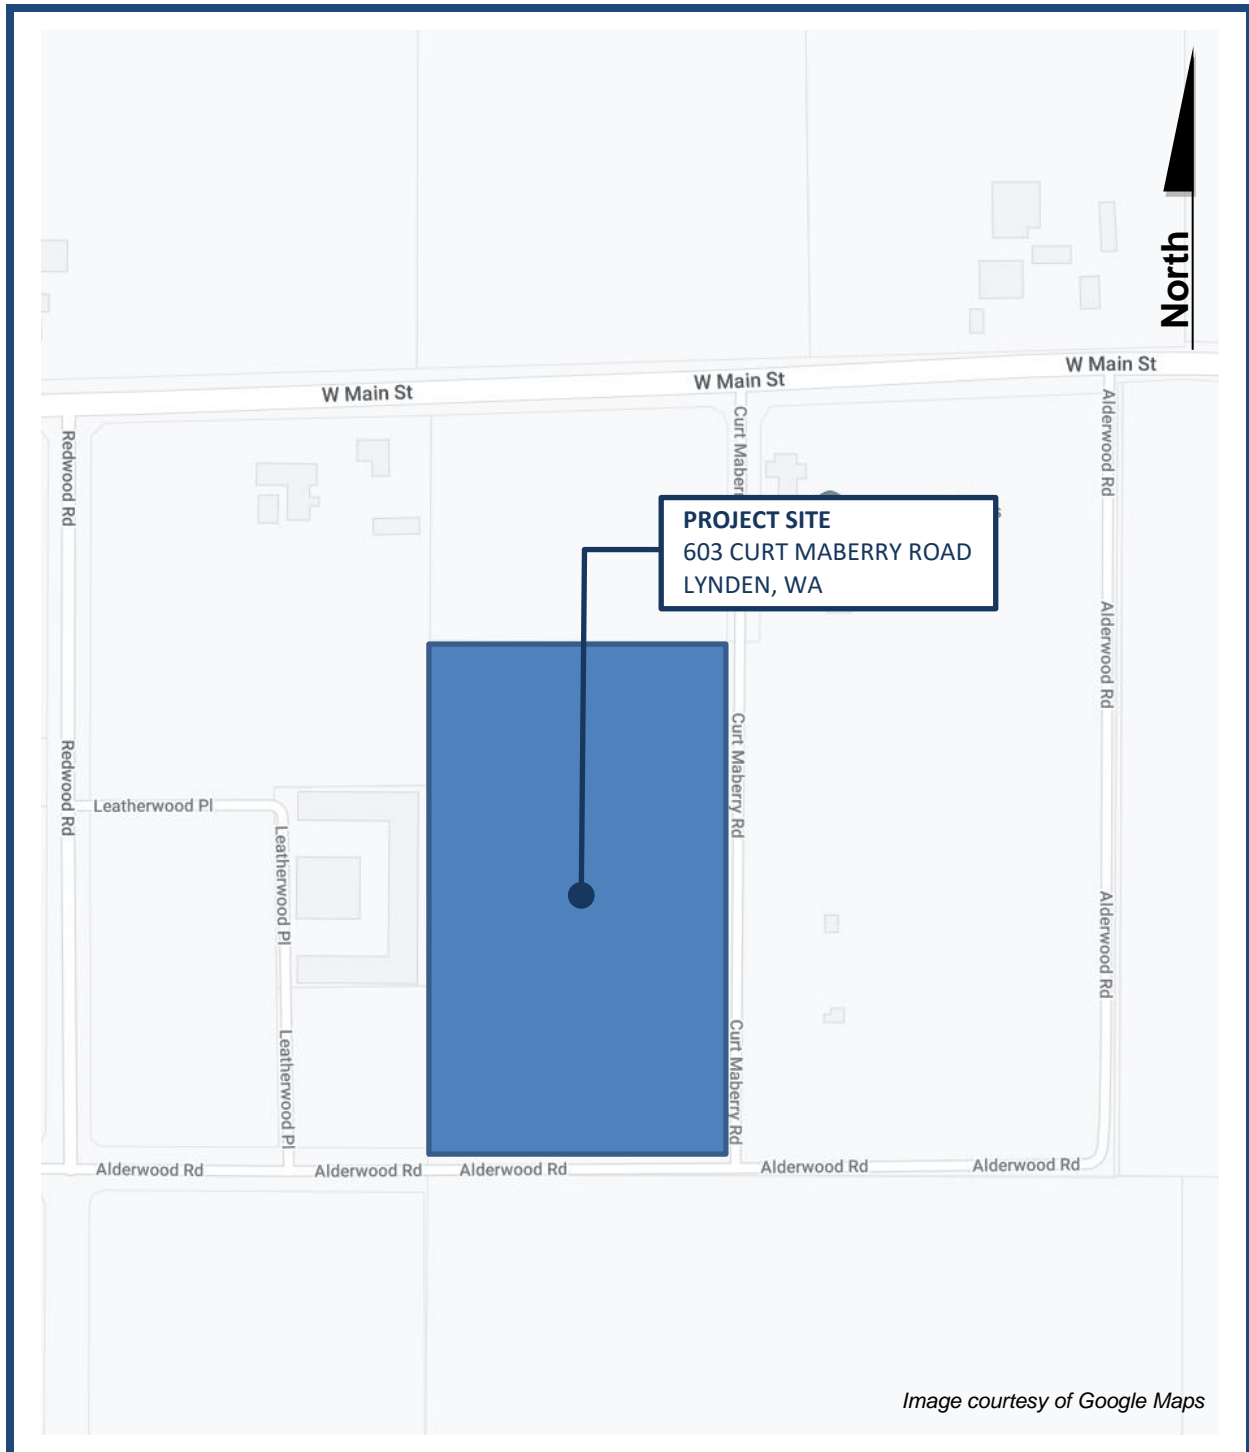 North
W Main St
W Main St
W Main St
Redwood Rd
Curt Maberr
Alderwood Rd
PROJECT SITE
603 CURT MABERRY ROAD
LYNDEN, WA
Alderwood Rd
Redwood Rd
Curt Maberry Rd
Leatherwood Pl
Leatherwood Pl
Alderwood Rd
Leatherwood Pl
Curt Maberry Rd
Alderwood Rd
Alderwood Rd
Alderwood Rd
Alderwood Rd
Alderwood Rd
Image courtesy of Google Maps